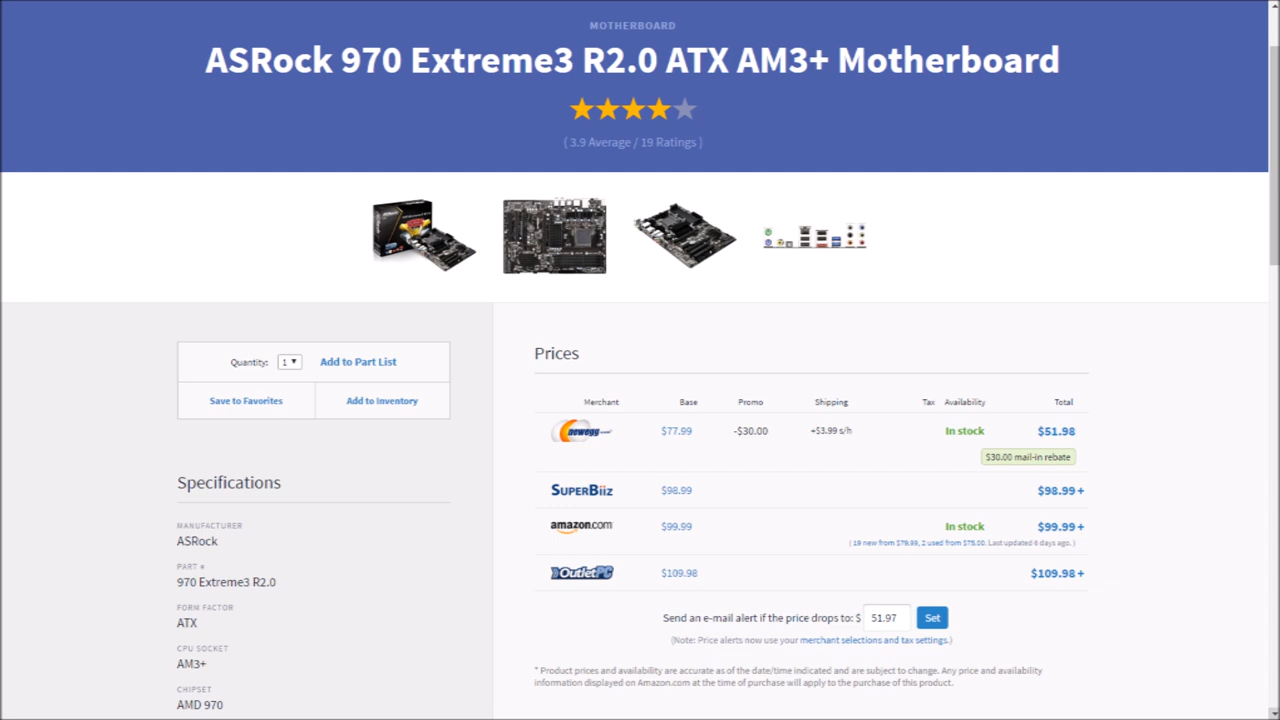 MOTHERBOARD
ASRock 970 Extreme3 R2.0 ATX AM3+ Motherboard
( 3.9 Average / 19 Ratings )
Quantity: 1 Add to Part List
Save to Favorites Add to Inventory
Specifications
MANUFACTURER
ASRock
PART #
970 Extreme3 R2.0
FORM FACTOR
ATX
CPU SOCKET
AM3+
CHIPSET
AMD 970
Prices
Merchant Base Promo Shipping Tax Availability Total
newegg.com $77.99 -$30.00 +$3.99 s/h In stock $51.98
$30.00 mail-in rebate
SUPERBiiZ $98.99 $98.99 +
amazon.com $99.99 In stock $99.99 +
( 19 new from $79.99, 2 used from $75.00. Last updated 6 days ago. )
OutletPC $109.98 $109.98 +
Send an e-mail alert if the price drops to: $ 51.97 Set
(Note: Price alerts now use your merchant selections and tax settings.)
* Product prices and availability are accurate as of the date/time indicated and are subject to change. Any price and availability
information displayed on Amazon.com at the time of purchase will apply to the purchase of this product.